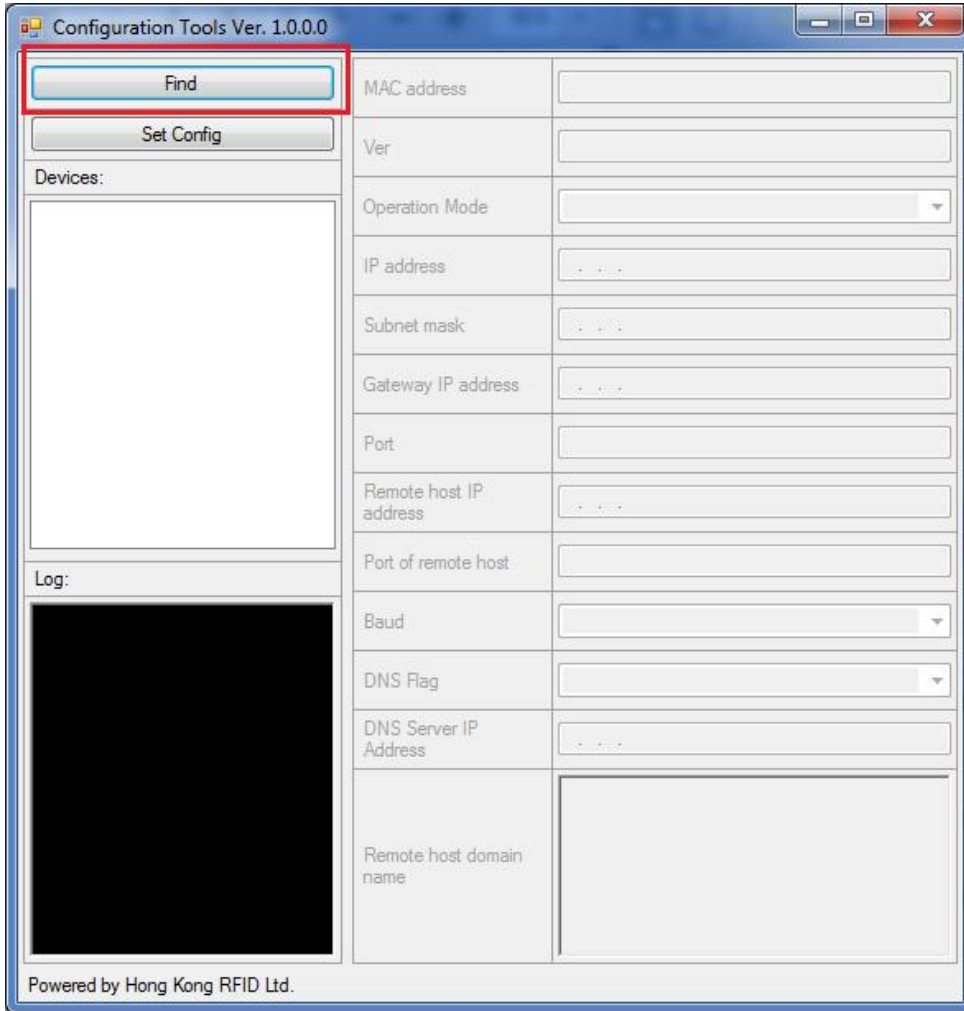 Configuration Tools Ver. 1.0.0.0
Find
Set Config
Devices:
Log:
MAC address
Ver
Operation Mode
IP address
. . .
Subnet mask
. . .
Gateway IP address
. . .
Port
Remote host IP
address
. . .
Port of remote host
Baud
DNS Flag
DNS Server IP
Address
. . .
Remote host domain
name
Powered by Hong Kong RFID Ltd.